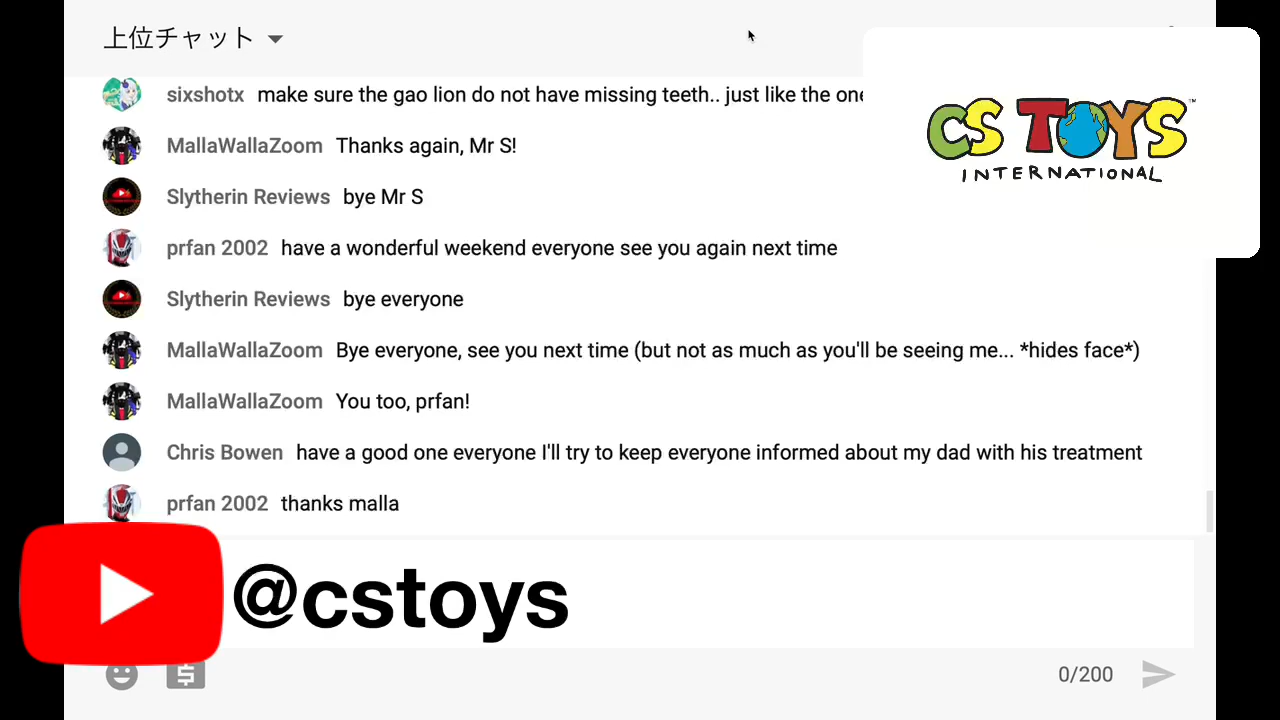 上位チャット
sixshotx make sure the gao lion do not have missing teeth.. just like the one
CS TOYS™
INTERNATIONAL
MallaWallaZoom Thanks again, Mr S!
Slytherin Reviews bye Mr S
prfan 2002 have a wonderful weekend everyone see you again next time
Slytherin Reviews bye everyone
MallaWallaZoom Bye everyone, see you next time (but not as much as you'll be seeing me... *hides face*)
MallaWallaZoom You too, prfan!
Chris Bowen have a good one everyone I'll try to keep everyone informed about my dad with his treatment
prfan 2002 thanks malla
@cstoys
0/200